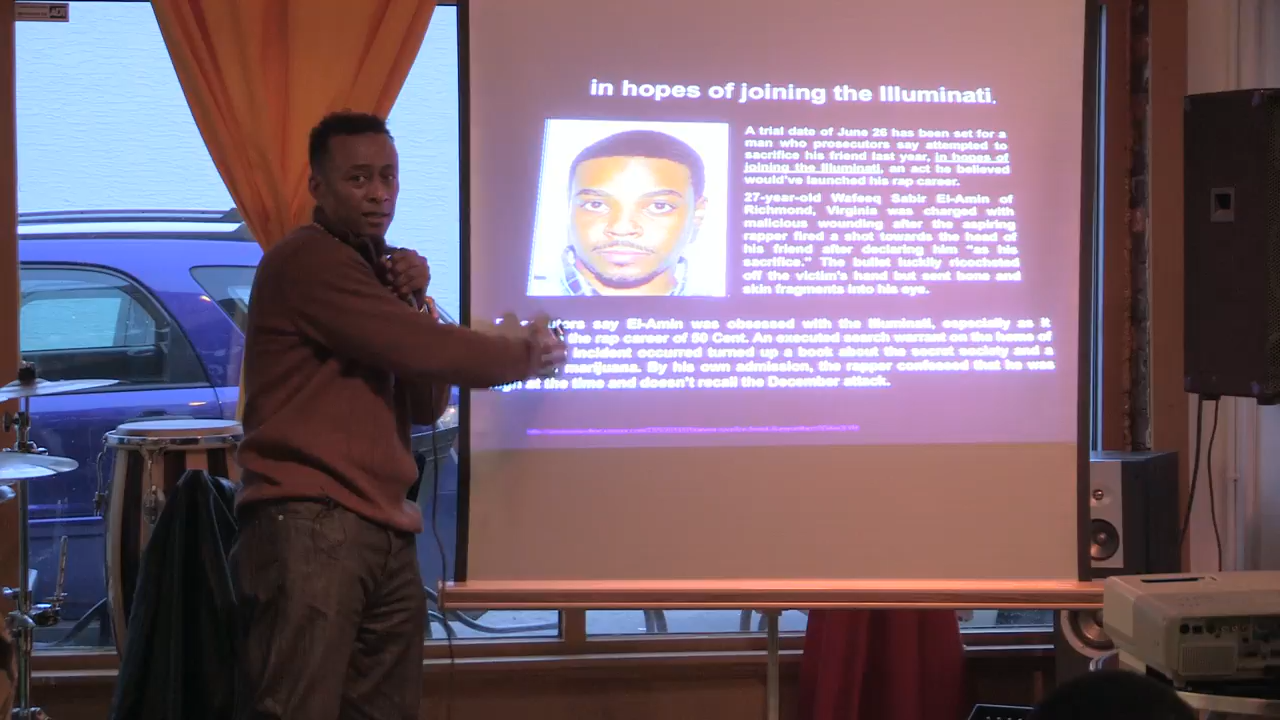 in hopes of joining the Illuminati.
A trial date of June 26 has been set for a
man who prosecutors say attempted to
sacrifice his friend last year, in hopes of
joining the Illuminati, an act he believed
would've launched his rap career.
27-year-old Wafeeq Sabir El-Amin of
Richmond, Virginia was charged with
malicious wounding after the aspiring
rapper fired a shot towards the head of
his friend after declaring him "as his
sacrifice." The bullet luckily ricocheted
off the victim's hand but sent bone and
skin fragments into his eye.
say El-Amin was obsessed with the Illuminati, especially as it
the rap career of 50 Cent. An executed search warrant on the home of
incident occurred turned up a book about the secret society and a
marijuana. By his own admission, the rapper confessed that he was
high at the time and doesn't recall the December attack.